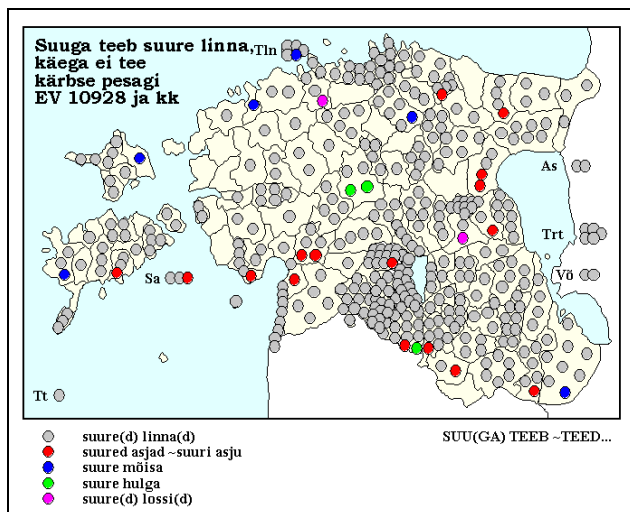 Suuga teeb suure linna,
käega ei tee
kärbse pesagi
EV 10928 ja kk
Tln
As
Trt
Võ
Sa
Tt
suure(d) linna(d)
suured asjad ~suuri asju
suure mõisa
suure hulga
suure(d) lossi(d)
SUU(GA) TEEB ~TEED...